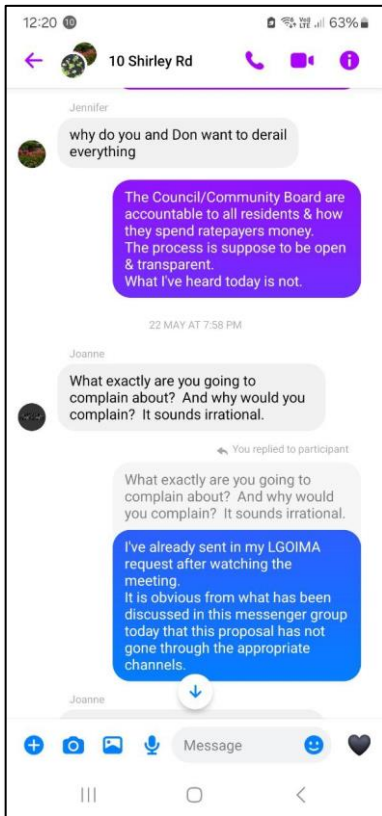 12:20 10 Vo) LTE 63%
10 Shirley Rd
Jennifer
why do you and Don want to derail
everything
The Council/Community Board are
accountable to all residents & how
they spend ratepayers money.
The process is suppose to be open
& transparent.
What I've heard today is not.
22 MAY AT 7:58 PM
Joanne
What exactly are you going to
complain about? And why would you
complain? It sounds irrational.
You replied to participant
What exactly are you going to
complain about? And why would
you complain? It sounds irrational.
I've already sent in my LGOIMA
request after watching the
meeting.
It is obvious from what has been
discussed in this messenger group
today that this proposal has not
gone through the appropriate
channels.
Joanne
Message